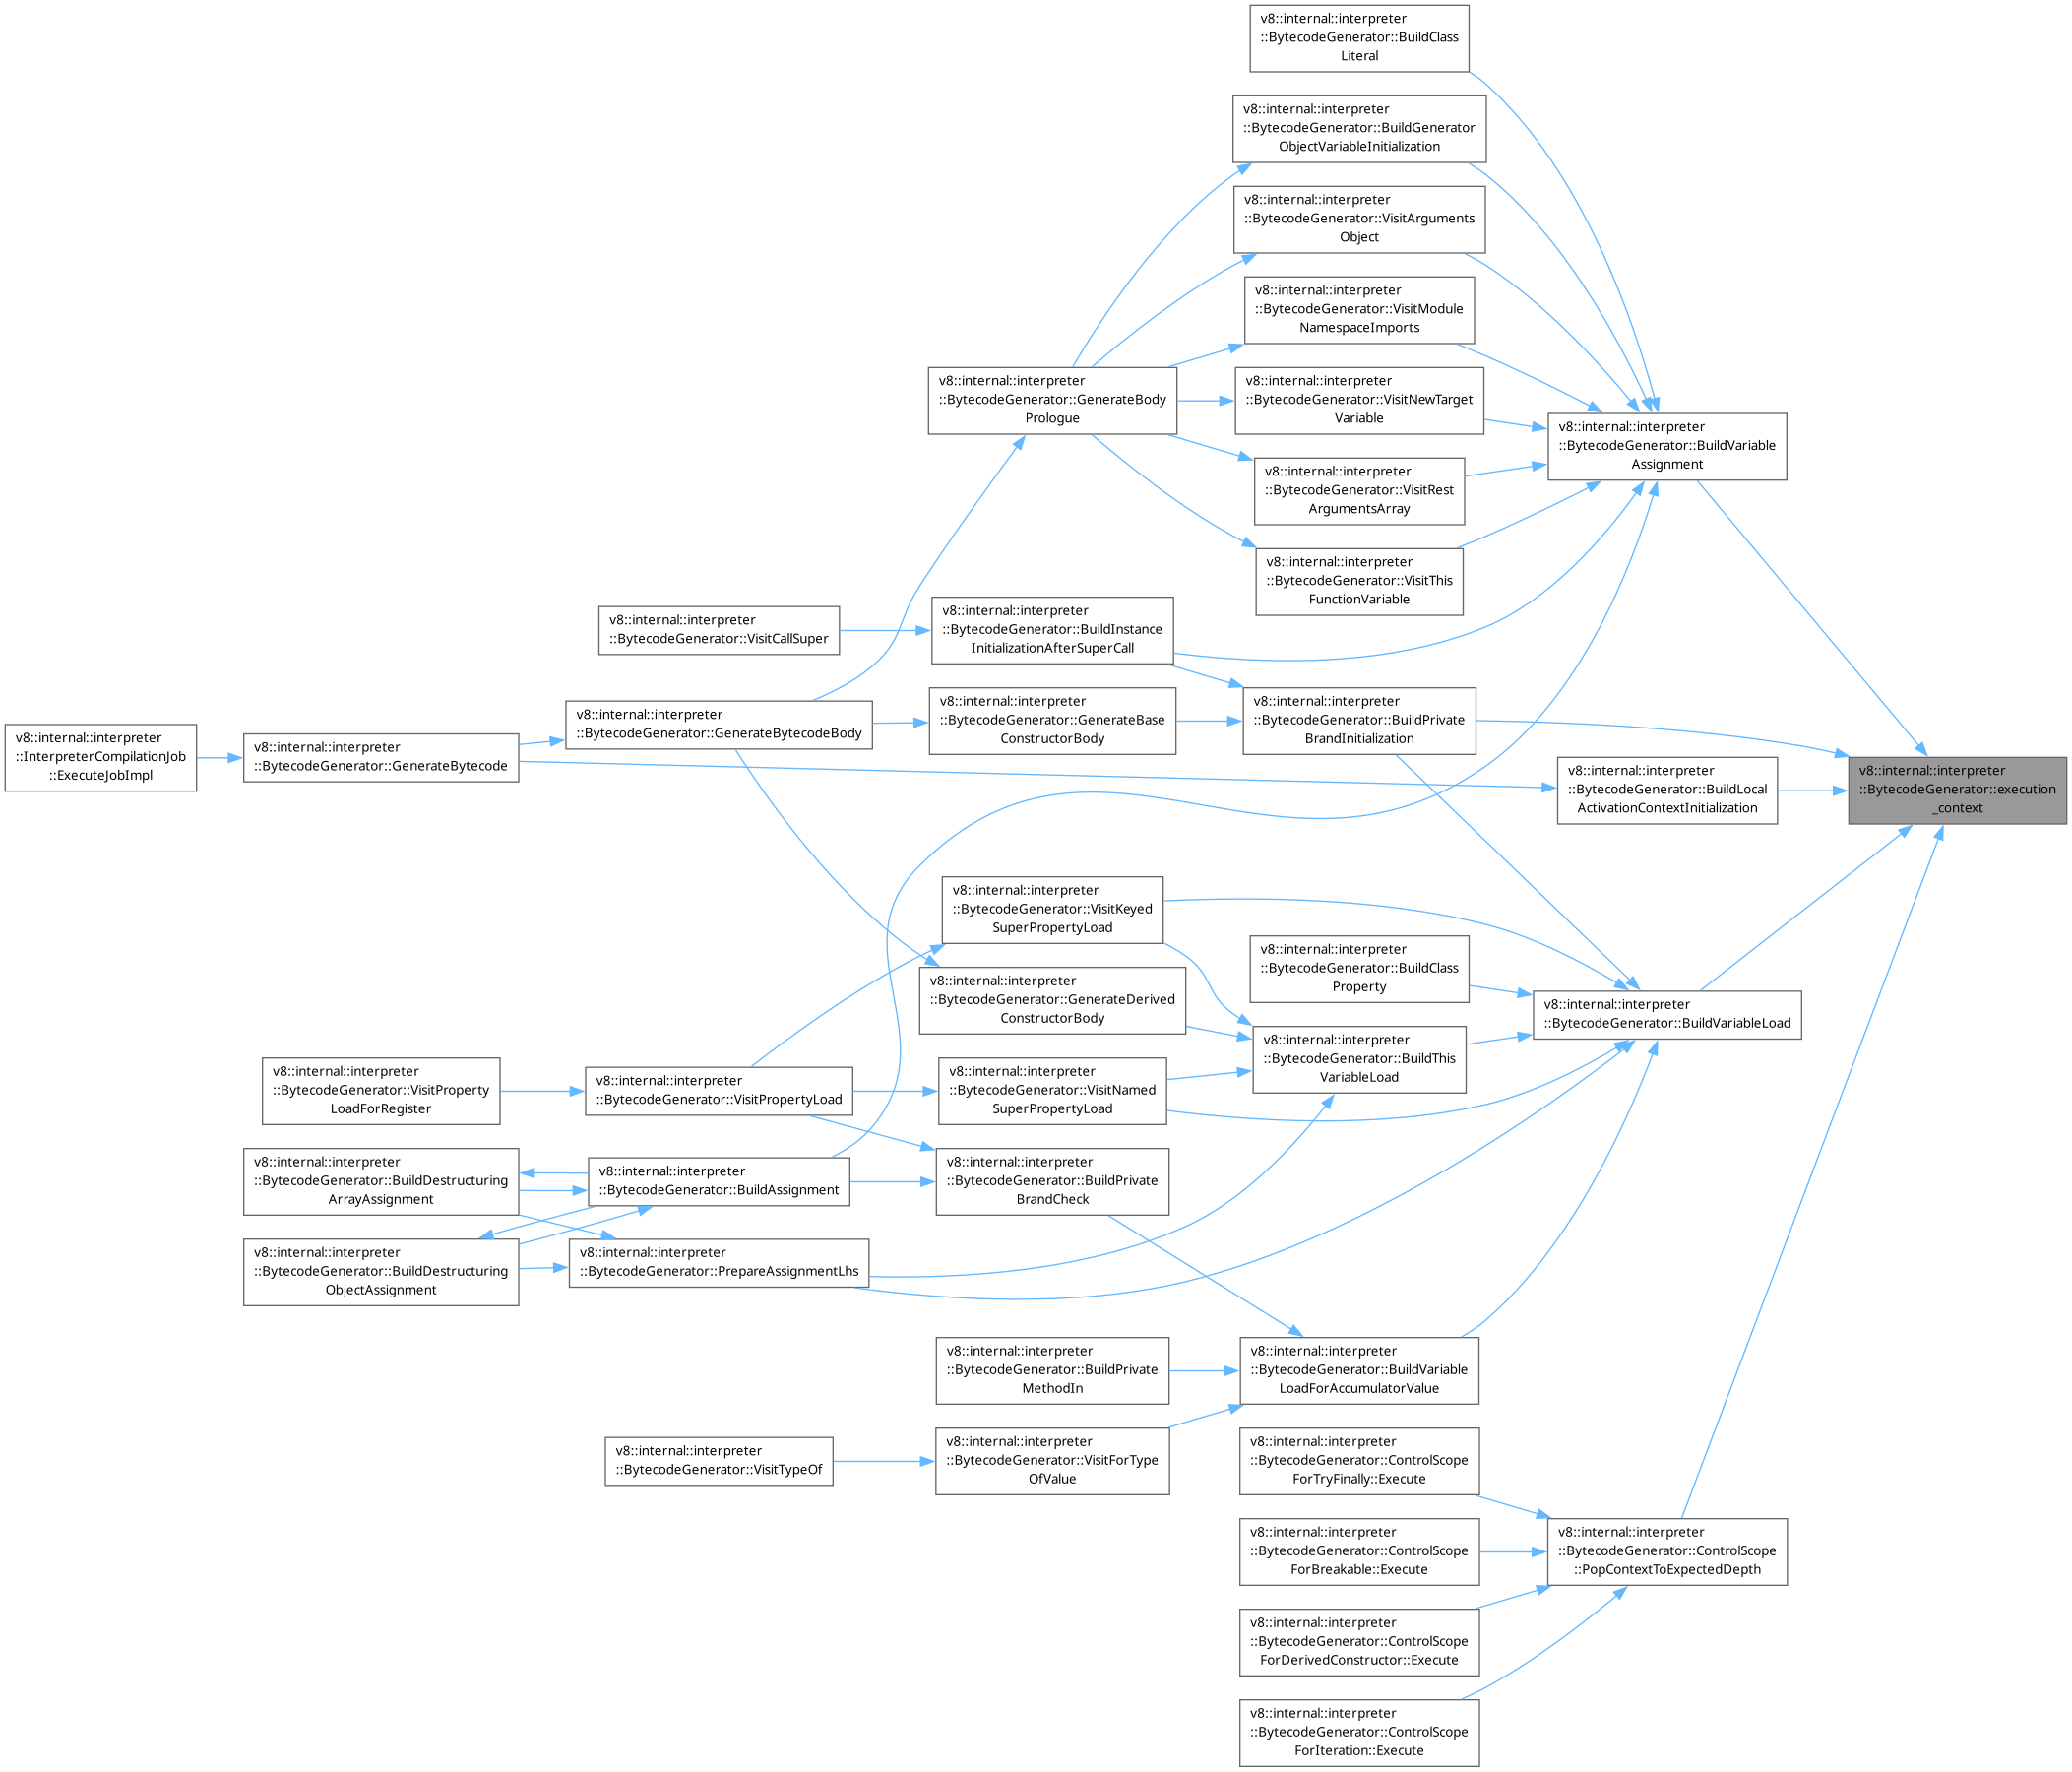 v8::internal::interpreter
::BytecodeGenerator::BuildClass
Literal
v8::internal::interpreter
::BytecodeGenerator::BuildGenerator
ObjectVariableInitialization
v8::internal::interpreter
::BytecodeGenerator::VisitArguments
Object
v8::internal::interpreter
::BytecodeGenerator::VisitModule
NamespaceImports
v8::internal::interpreter
::BytecodeGenerator::GenerateBody
Prologue
v8::internal::interpreter
::BytecodeGenerator::VisitNewTarget
Variable
v8::internal::interpreter
::BytecodeGenerator::BuildVariable
Assignment
v8::internal::interpreter
::BytecodeGenerator::VisitRest
ArgumentsArray
v8::internal::interpreter
::BytecodeGenerator::VisitThis
FunctionVariable
v8::internal::interpreter
::BytecodeGenerator::VisitCallSuper
v8::internal::interpreter
::BytecodeGenerator::BuildInstance
InitializationAfterSuperCall
v8::internal::interpreter
::InterpreterCompilationJob
::ExecuteJobImpl
v8::internal::interpreter
::BytecodeGenerator::GenerateBytecode
v8::internal::interpreter
::BytecodeGenerator::GenerateBytecodeBody
v8::internal::interpreter
::BytecodeGenerator::GenerateBase
ConstructorBody
v8::internal::interpreter
::BytecodeGenerator::BuildPrivate
BrandInitialization
v8::internal::interpreter
::BytecodeGenerator::BuildLocal
ActivationContextInitialization
v8::internal::interpreter
::BytecodeGenerator::execution
_context
v8::internal::interpreter
::BytecodeGenerator::VisitKeyed
SuperPropertyLoad
v8::internal::interpreter
::BytecodeGenerator::BuildClass
Property
v8::internal::interpreter
::BytecodeGenerator::GenerateDerived
ConstructorBody
v8::internal::interpreter
::BytecodeGenerator::BuildVariableLoad
v8::internal::interpreter
::BytecodeGenerator::BuildThis
VariableLoad
v8::internal::interpreter
::BytecodeGenerator::VisitProperty
LoadForRegister
v8::internal::interpreter
::BytecodeGenerator::VisitPropertyLoad
v8::internal::interpreter
::BytecodeGenerator::VisitNamed
SuperPropertyLoad
v8::internal::interpreter
::BytecodeGenerator::BuildDestructuring
ArrayAssignment
v8::internal::interpreter
::BytecodeGenerator::BuildAssignment
v8::internal::interpreter
::BytecodeGenerator::BuildPrivate
BrandCheck
v8::internal::interpreter
::BytecodeGenerator::BuildDestructuring
ObjectAssignment
v8::internal::interpreter
::BytecodeGenerator::PrepareAssignmentLhs
v8::internal::interpreter
::BytecodeGenerator::BuildPrivate
MethodIn
v8::internal::interpreter
::BytecodeGenerator::BuildVariable
LoadForAccumulatorValue
v8::internal::interpreter
::BytecodeGenerator::VisitTypeOf
v8::internal::interpreter
::BytecodeGenerator::VisitForType
OfValue
v8::internal::interpreter
::BytecodeGenerator::ControlScope
ForTryFinally::Execute
v8::internal::interpreter
::BytecodeGenerator::ControlScope
ForBreakable::Execute
v8::internal::interpreter
::BytecodeGenerator::ControlScope
::PopContextToExpectedDepth
v8::internal::interpreter
::BytecodeGenerator::ControlScope
ForDerivedConstructor::Execute
v8::internal::interpreter
::BytecodeGenerator::ControlScope
ForIteration::Execute